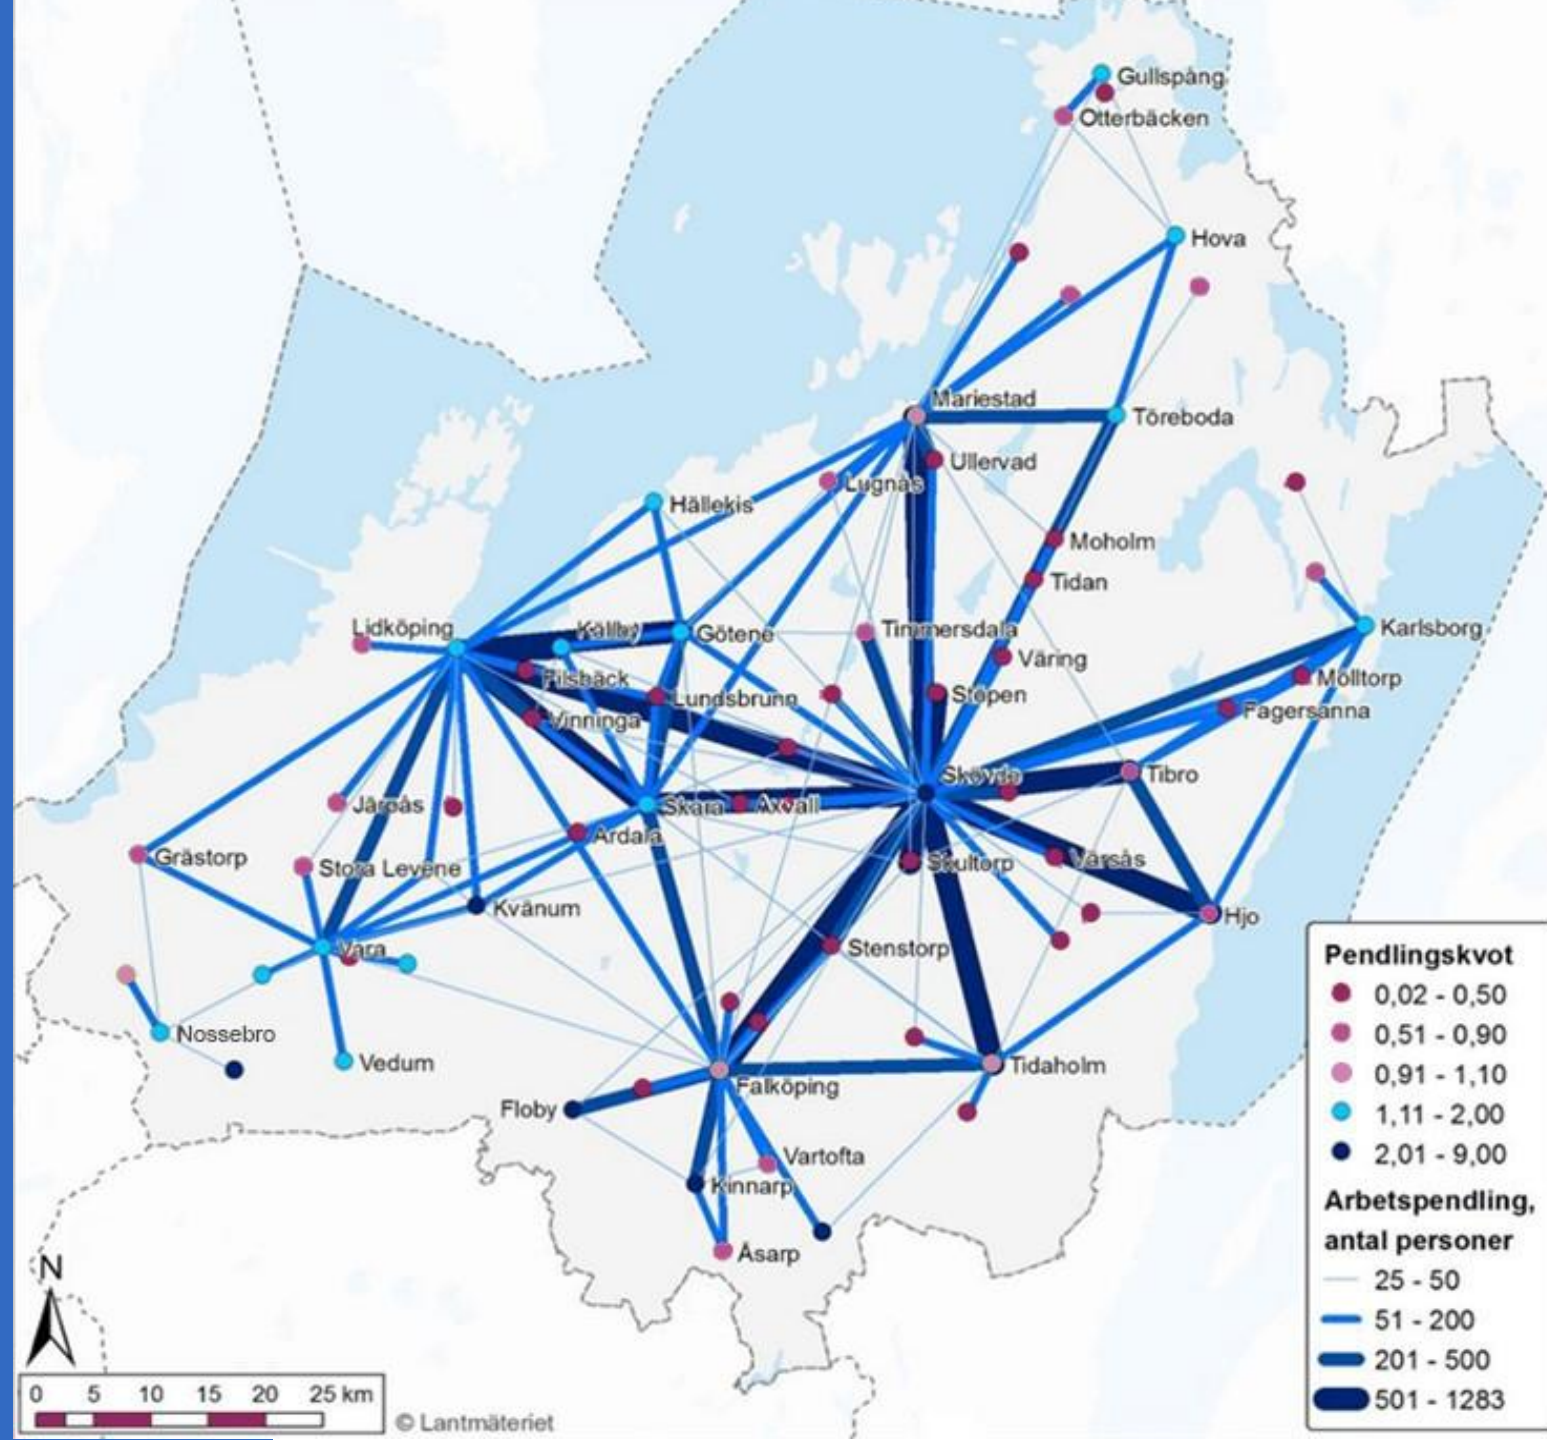 Gullspång
Otterbäcken
Hova
Mariestad
Töreboda
Ullervad
Lugnås
Hällekis
Moholm
Tidan
Lidköping
Källby
Götene
Timmersdala
Karlsborg
Väring
Filsbäck
Lundsbrunn
Stöpen
Mölltorp
Vinninga
Fagersanna
Skövde
Tibro
Järpås
Skara
Axvall
Ardala
Grästorp
Stora Levene
Skultorp
Värsås
Kvänum
Hjo
Vara
Stenstorp
Nossebro
Vedum
Tidaholm
Falköping
Floby
Vartofta
Kinnarp
Åsarp
Pendlingskvot
0,02 - 0,50
0,51 - 0,90
0,91 - 1,10
1,11 - 2,00
2,01 - 9,00
Arbetspendling,
antal personer
25 - 50
51 - 200
201 - 500
501 - 1283
N
0 5 10 15 20 25 km
© Lantmäteriet